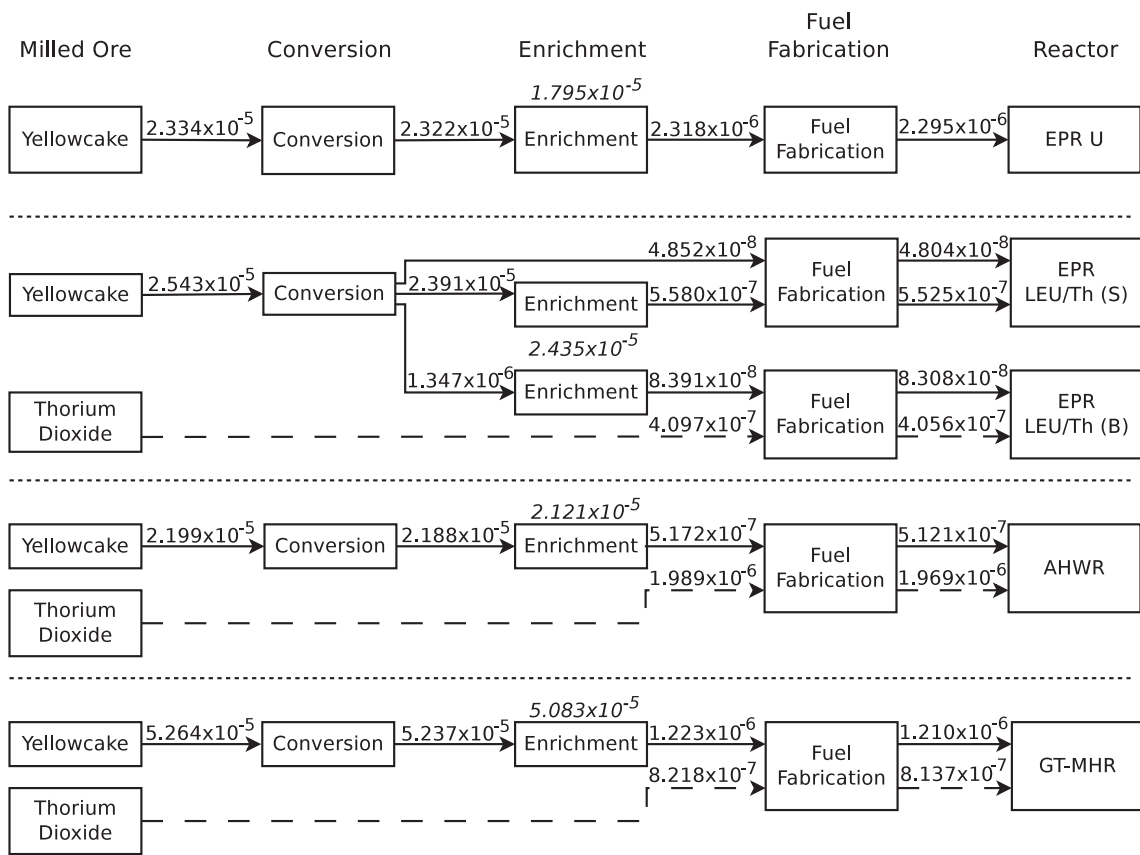 Milled Ore
Conversion
Enrichment
Fuel
Fabrication
Reactor
1.795x10^-5
Yellowcake
2.334x10^-5
Conversion
2.322x10^-5
Enrichment
2.318x10^-6
Fuel
Fabrication
2.295x10^-6
EPR U
Yellowcake
2.543x10^-5
Conversion
4.852x10^-8
2.391x10^-5
Enrichment
5.580x10^-7
Fuel
Fabrication
4.804x10^-8
5.525x10^-7
EPR
LEU/Th (S)
2.435x10^-5
1.347x10^-6
Enrichment
8.391x10^-8
Thorium
Dioxide
4.097x10^-7
Fuel
Fabrication
8.308x10^-8
4.056x10^-7
EPR
LEU/Th (B)
2.121x10^-5
Yellowcake
2.199x10^-5
Conversion
2.188x10^-5
Enrichment
5.172x10^-7
Thorium
Dioxide
1.989x10^-6
Fuel
Fabrication
5.121x10^-7
1.969x10^-6
AHWR
5.083x10^-5
Yellowcake
5.264x10^-5
Conversion
5.237x10^-5
Enrichment
1.223x10^-6
Thorium
Dioxide
8.218x10^-7
Fuel
Fabrication
1.210x10^-6
8.137x10^-7
GT-MHR